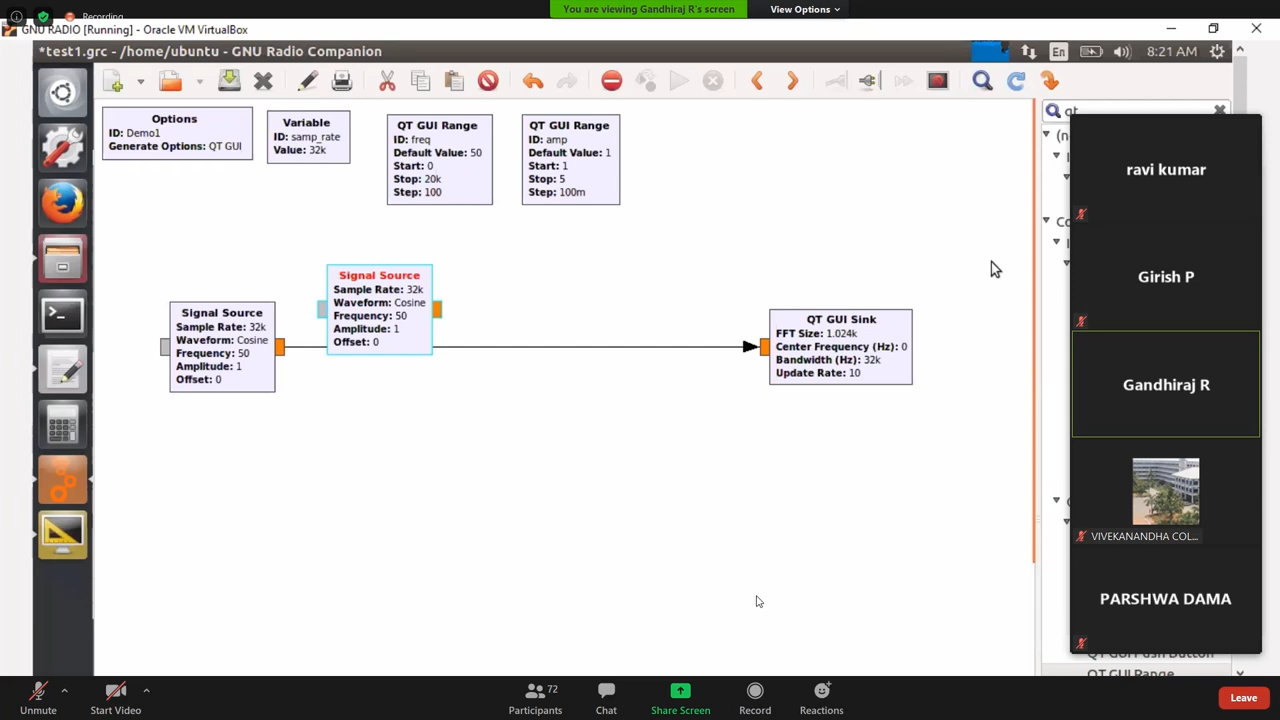 Recording
You are viewing Gandhiraj R's screen
View Options
GNU RADIO [Running] - Oracle VM VirtualBox
*test1.grc - /home/ubuntu - GNU Radio Companion
En
8:21 AM
Options
ID: Demo1
Generate Options: QT GUI
Variable
ID: samp_rate
Value: 32k
QT GUI Range
ID: freq
Default Value: 50
Start: 0
Stop: 20k
Step: 100
QT GUI Range
ID: amp
Default Value: 1
Start: 1
Stop: 5
Step: 100m
Signal Source
Sample Rate: 32k
Waveform: Cosine
Frequency: 50
Amplitude: 1
Offset: 0
Signal Source
Sample Rate: 32k
Waveform: Cosine
Frequency: 50
Amplitude: 1
Offset: 0
QT GUI Sink
FFT Size: 1.024k
Center Frequency (Hz): 0
Bandwidth (Hz): 32k
Update Rate: 10
qt
ravi kumar
Girish P
Gandhiraj R
VIVEKANANDHA COL...
PARSHWA DAMA
QT GUI Push Button
QT GUI Range
Unmute
Start Video
72
Participants
Chat
Share Screen
Record
Reactions
Leave